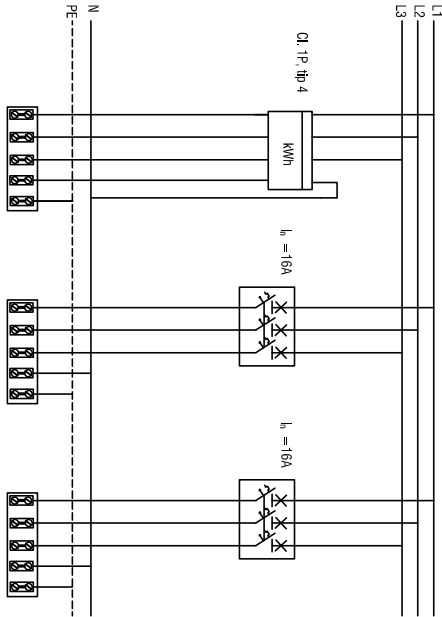 L1
L2
L3
Cl. 1P, tip 4
kWh
Iₙ = 16A
Iₙ = 16A
N
PE